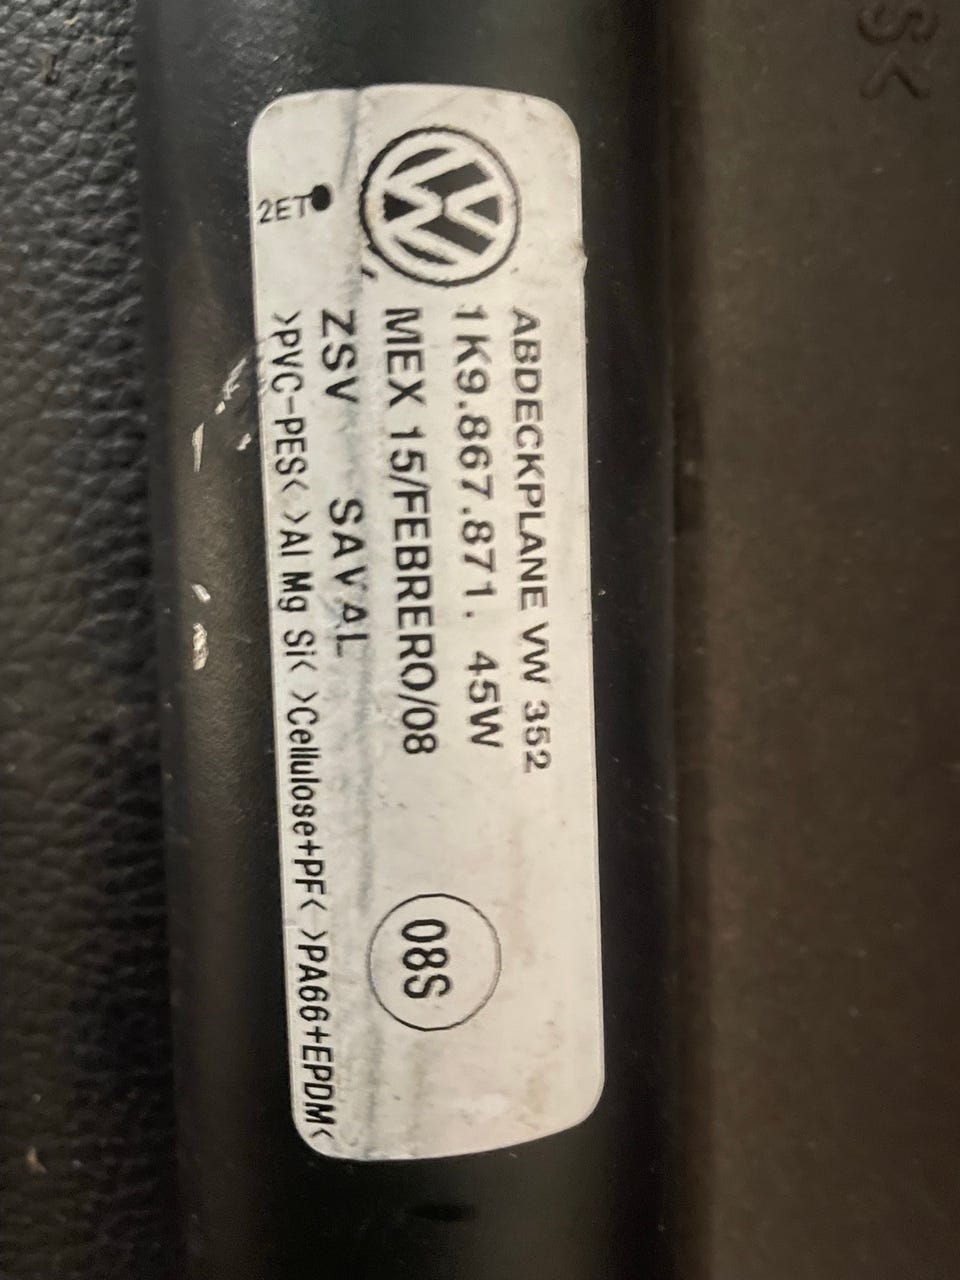 ABDECKPLANE VW 352
1K9.867.871. 45W
MEX 15/FEBRERO/08
ZSV SAVAL
>PVC-PES< >Al Mg Si< >Cellulose+PF< >PA66+EPDM<
2ET
08S
SK